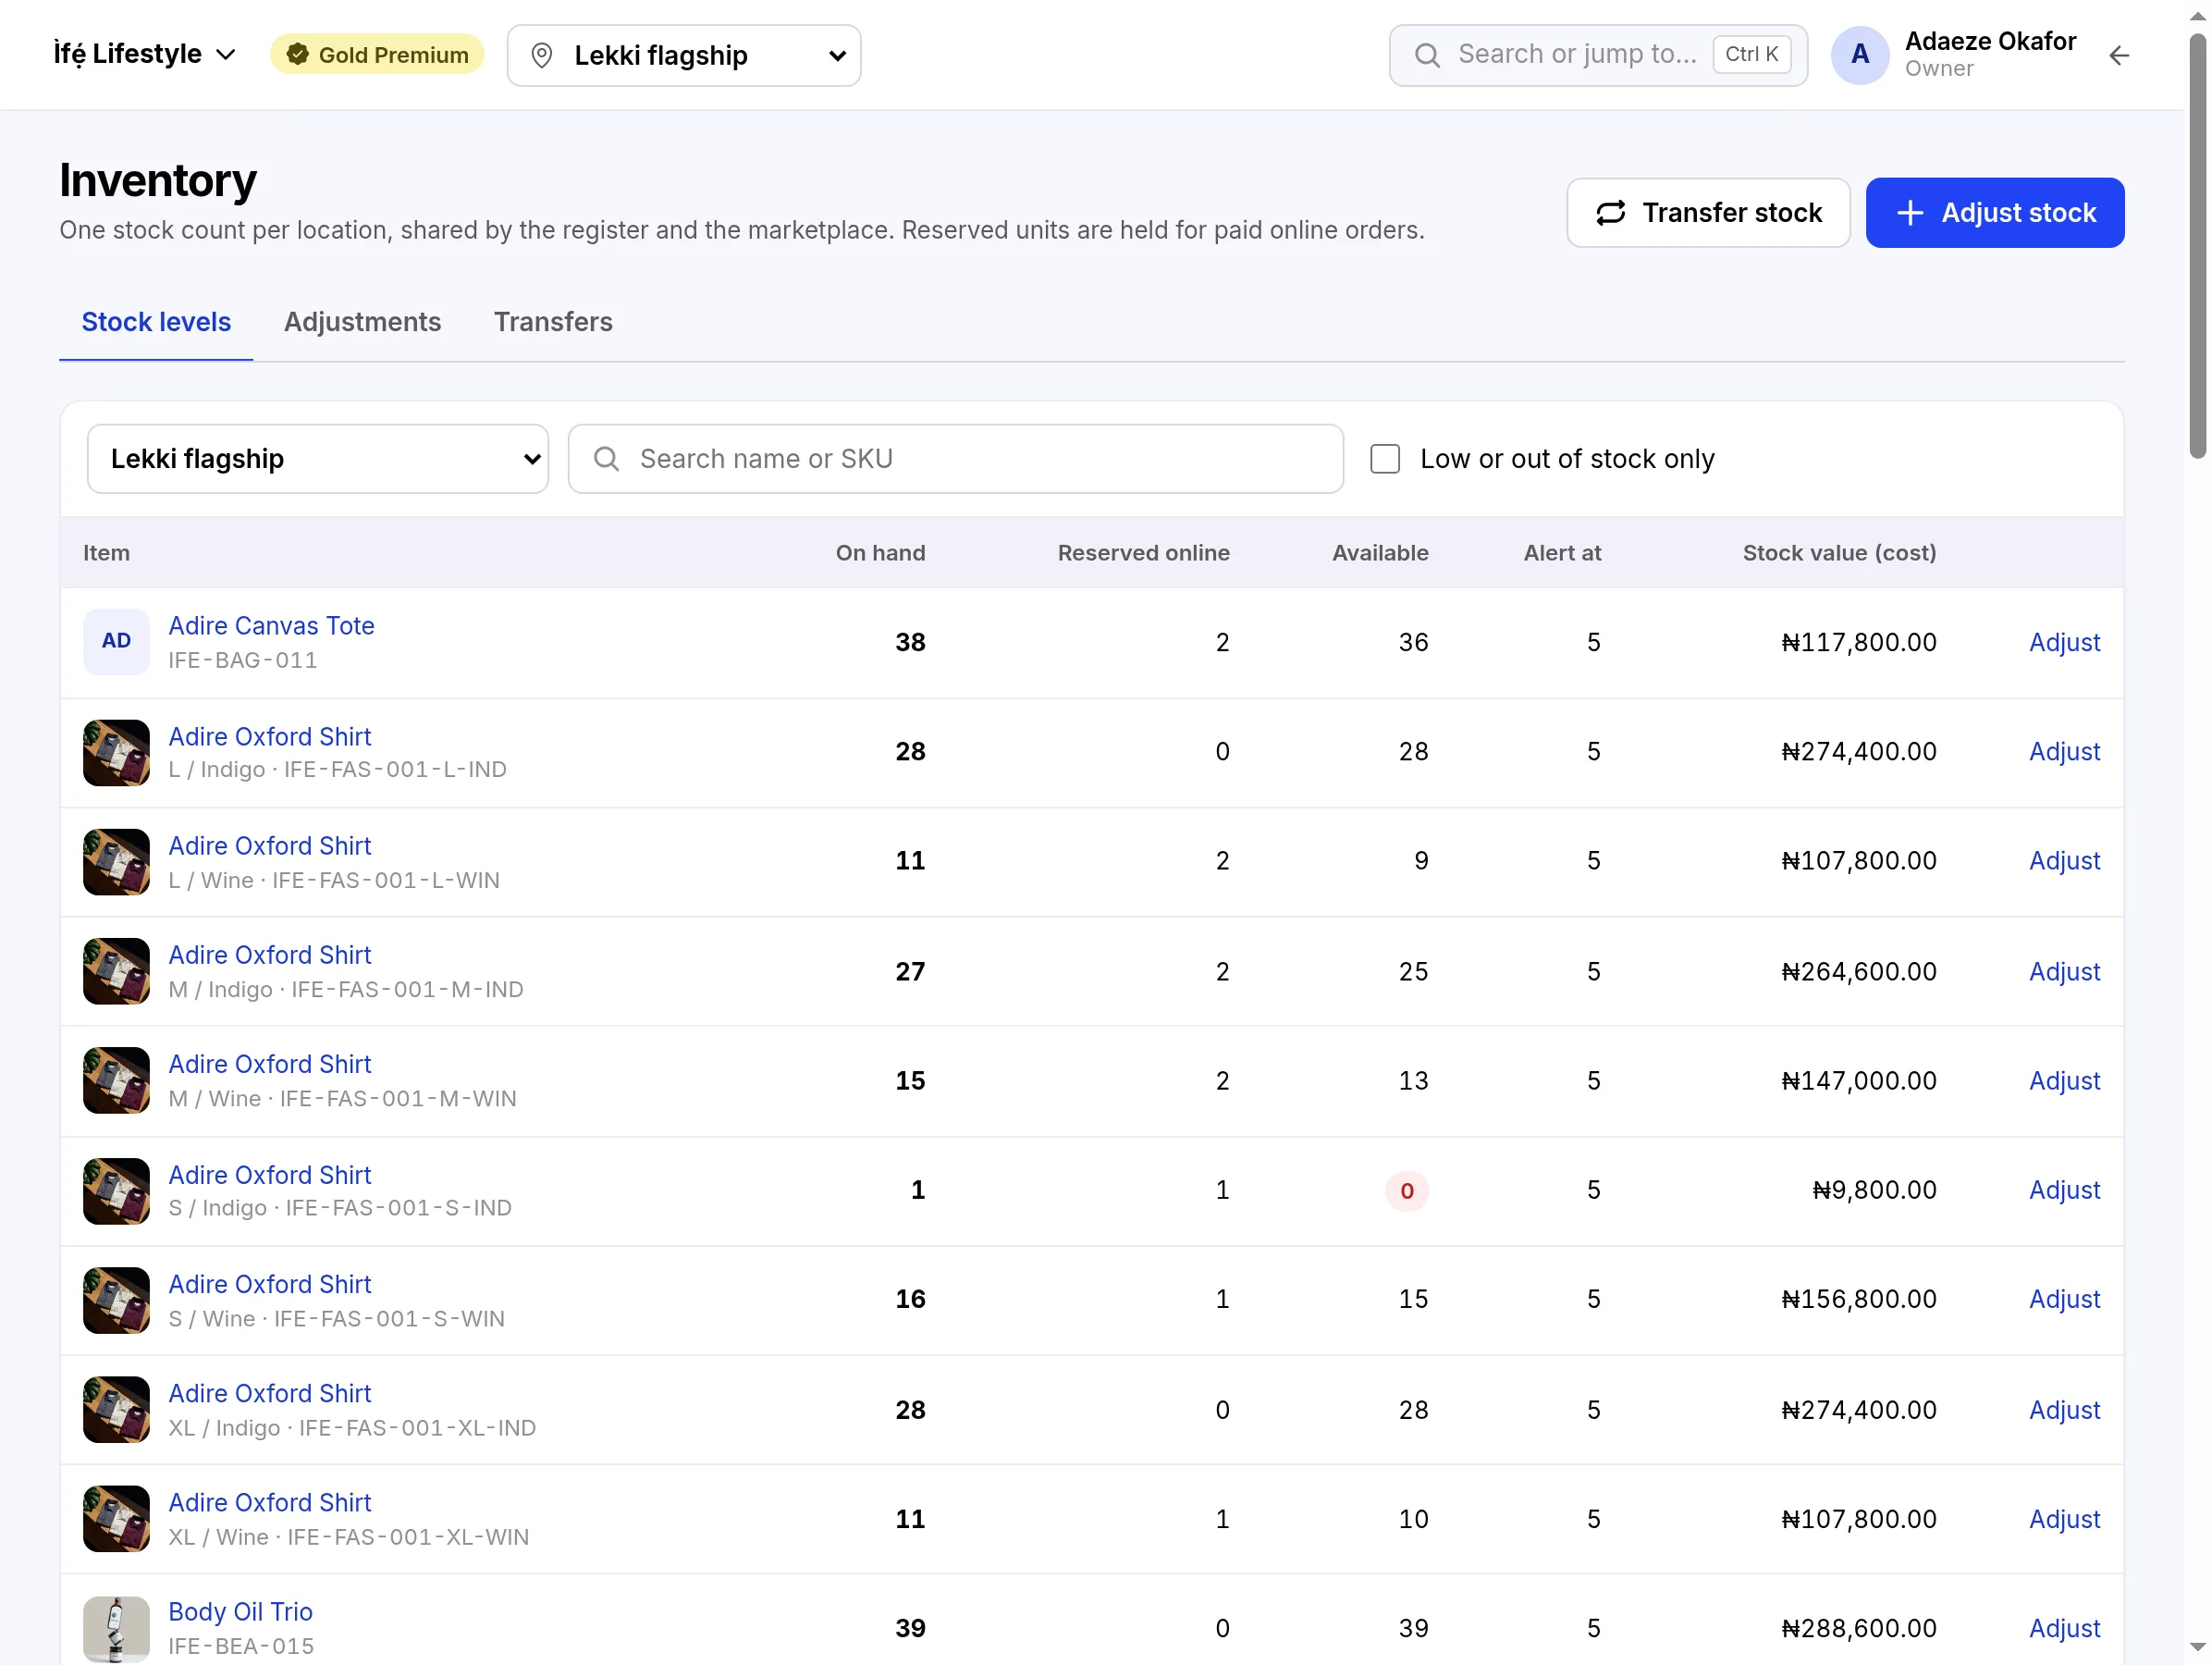 Ìfẹ́ Lifestyle
Gold Premium
Lekki flagship
Search or jump to...
Ctrl K
A
Adaeze Okafor
Owner
Inventory
One stock count per location, shared by the register and the marketplace. Reserved units are held for paid online orders.
Transfer stock
Adjust stock
Stock levels
Adjustments
Transfers
Lekki flagship
Search name or SKU
Low or out of stock only
Item On hand Reserved online Available Alert at Stock value (cost)
AD
Adire Canvas Tote
IFE-BAG-011
38 2 36 5 ₦117,800.00 Adjust
Adire Oxford Shirt
L / Indigo · IFE-FAS-001-L-IND
28 0 28 5 ₦274,400.00 Adjust
Adire Oxford Shirt
L / Wine · IFE-FAS-001-L-WIN
11 2 9 5 ₦107,800.00 Adjust
Adire Oxford Shirt
M / Indigo · IFE-FAS-001-M-IND
27 2 25 5 ₦264,600.00 Adjust
Adire Oxford Shirt
M / Wine · IFE-FAS-001-M-WIN
15 2 13 5 ₦147,000.00 Adjust
Adire Oxford Shirt
S / Indigo · IFE-FAS-001-S-IND
1 1 0 5 ₦9,800.00 Adjust
Adire Oxford Shirt
S / Wine · IFE-FAS-001-S-WIN
16 1 15 5 ₦156,800.00 Adjust
Adire Oxford Shirt
XL / Indigo · IFE-FAS-001-XL-IND
28 0 28 5 ₦274,400.00 Adjust
Adire Oxford Shirt
XL / Wine · IFE-FAS-001-XL-WIN
11 1 10 5 ₦107,800.00 Adjust
Body Oil Trio
IFE-BEA-015
39 0 39 5 ₦288,600.00 Adjust